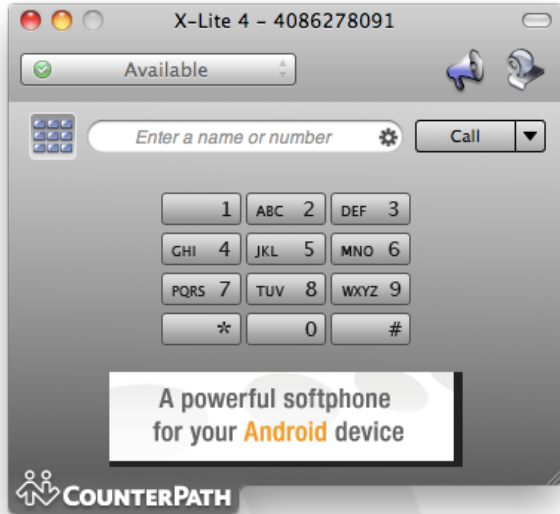 X-Lite 4 – 4086278091
Available
Enter a name or number
Call
1 ABC 2 DEF 3
GHI 4 JKL 5 MNO 6
PQRS 7 TUV 8 WXYZ 9
* 0 #
A powerful softphone
for your Android device
COUNTERPATH